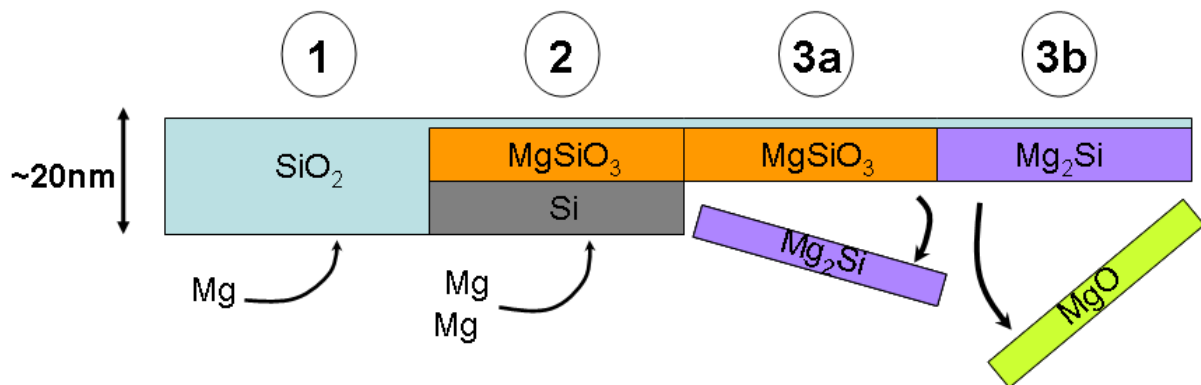 1
2
3a
3b
~20nm
SiO₂
MgSiO₃
MgSiO₃
Mg₂Si
Si
Mg₂Si
MgO
Mg
Mg
Mg